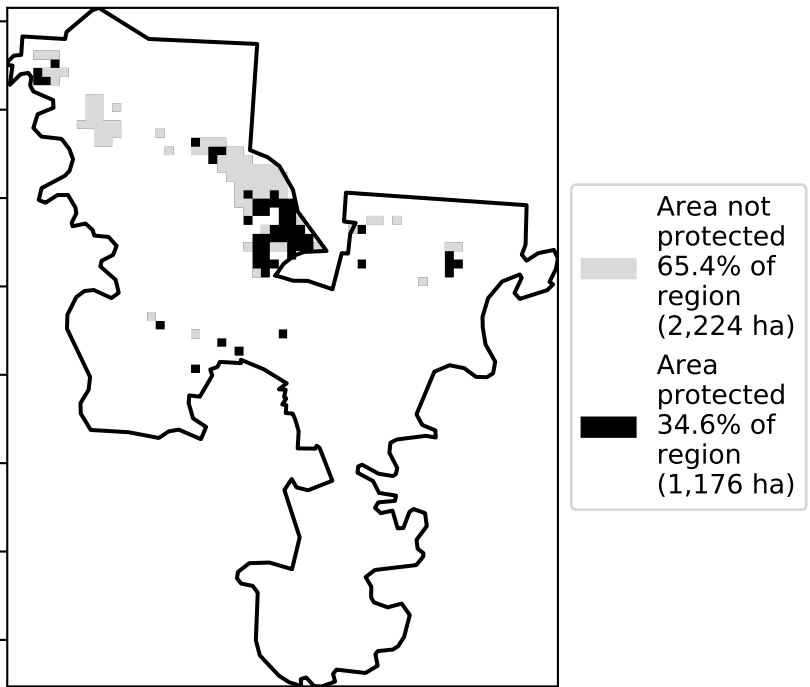 Area not
protected
65.4% of
region
(2,224 ha)
Area
protected
34.6% of
region
(1,176 ha)